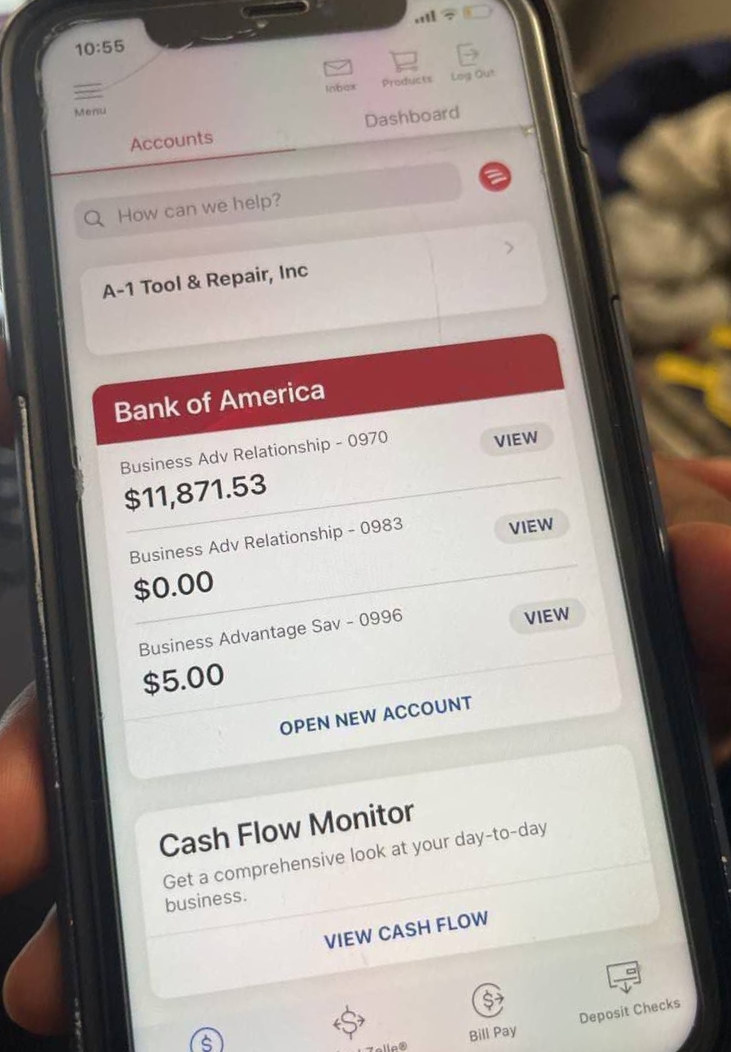 10:55
Menu
Inbox
Products
Log Out
Accounts
Dashboard
How can we help?
A-1 Tool & Repair, Inc
Bank of America
Business Adv Relationship - 0970
$11,871.53
VIEW
Business Adv Relationship - 0983
$0.00
VIEW
Business Advantage Sav - 0996
$5.00
VIEW
OPEN NEW ACCOUNT
Cash Flow Monitor
Get a comprehensive look at your day-to-day
business.
VIEW CASH FLOW
Zelle®
Bill Pay
Deposit Checks